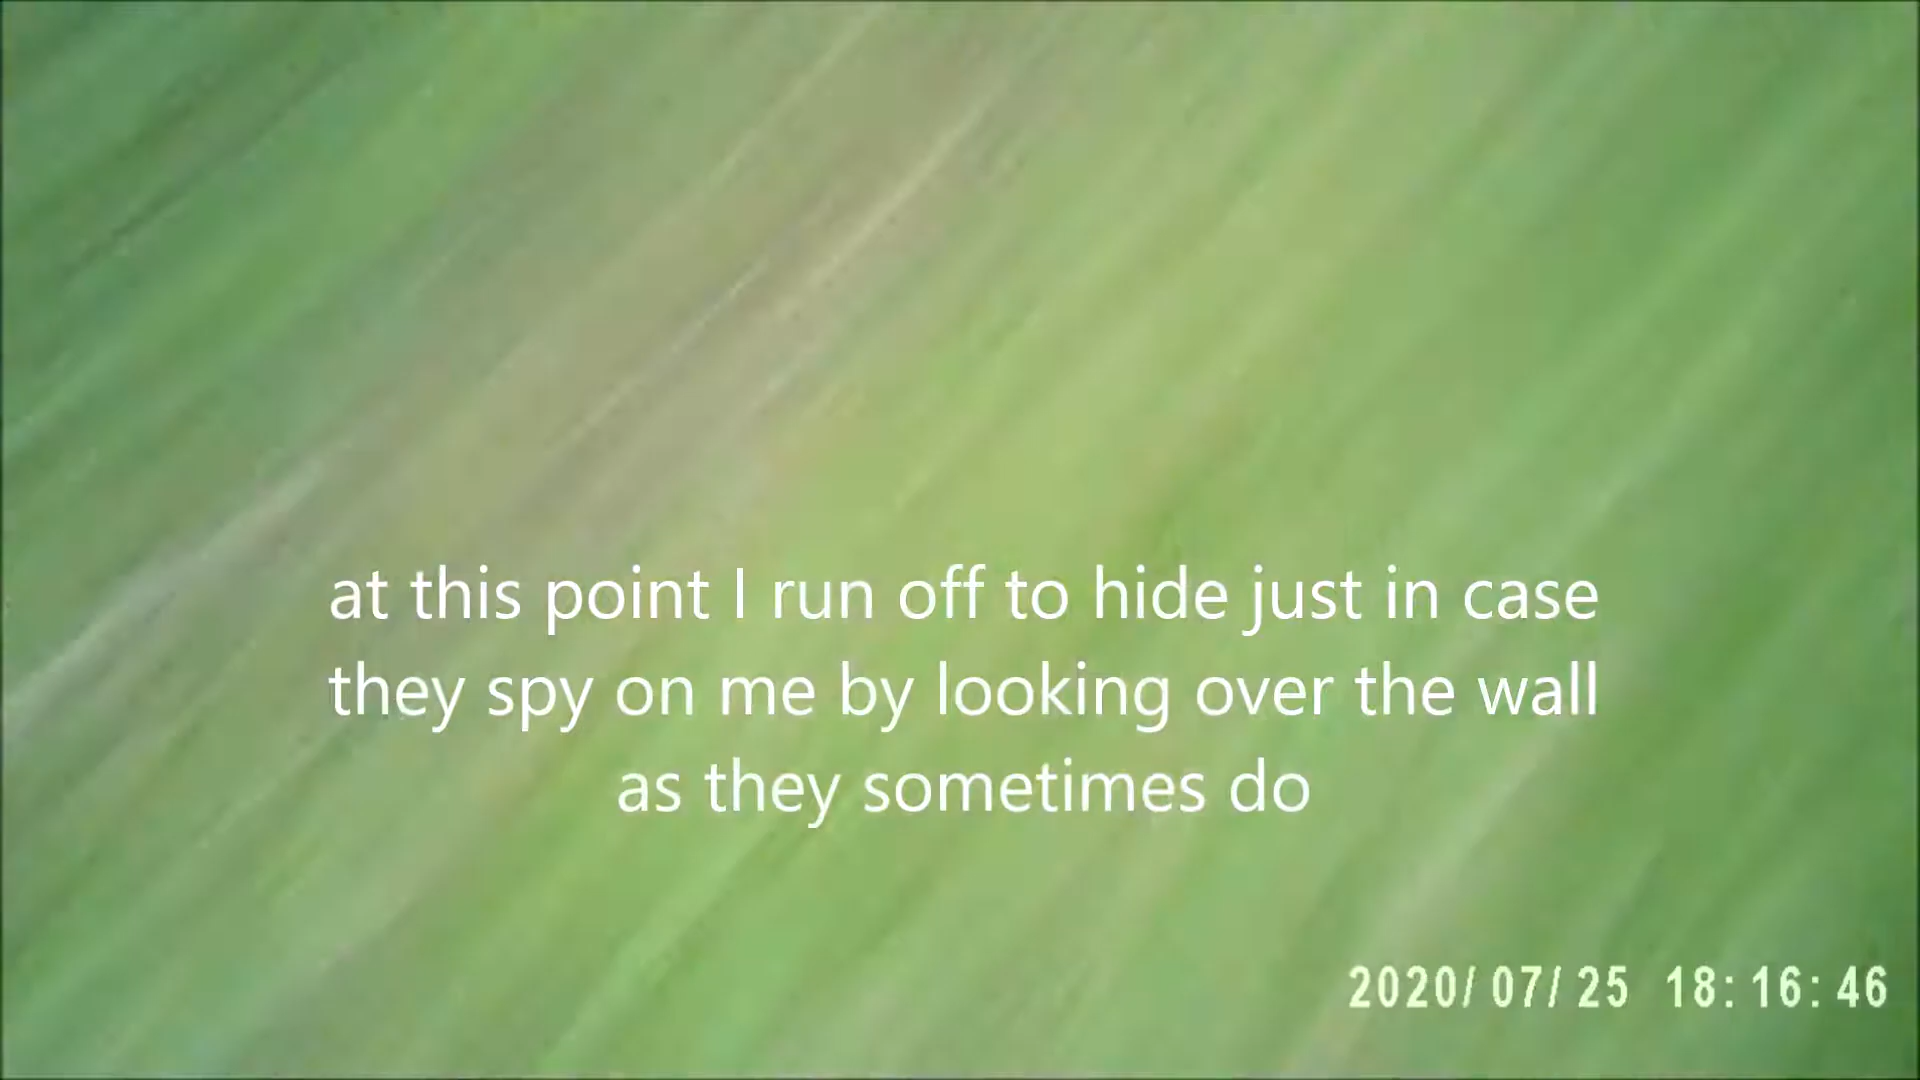 at this point I run off to hide just in case
they spy on me by looking over the wall
as they sometimes do
2020/07/25 18:16:46